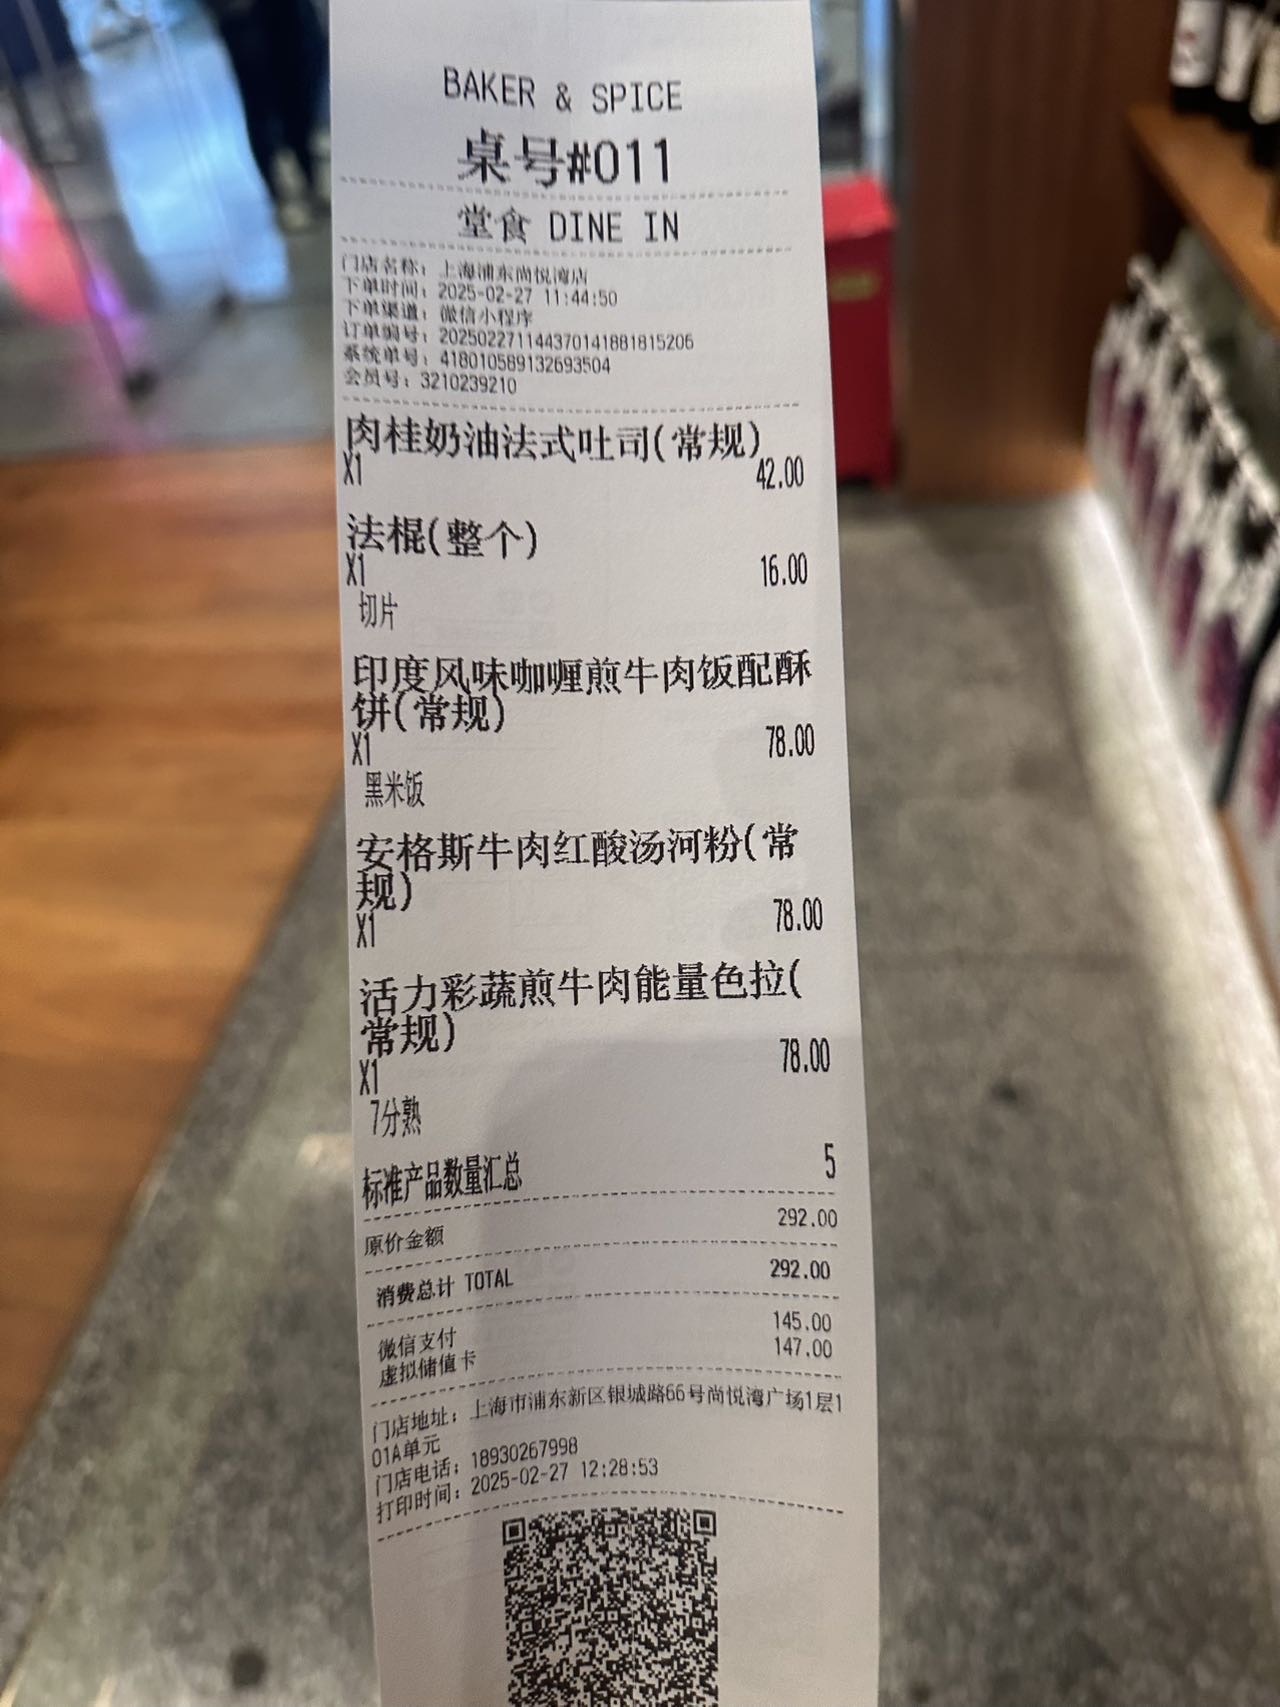 BAKER & SPICE
桌号#011
堂食 DINE IN
门店名称：上海浦东尚悦湾店
下单时间：2025-02-27 11:44:50
下单渠道：微信小程序
订单编号：2025022711443701418818​15206
系统单号：418010589132693504
会员号：3210239210
肉桂奶油法式吐司(常规)
X1 42.00
法棍(整个)
X1 16.00
切片
印度风味咖喱煎牛肉饭配酥
饼(常规)
X1 78.00
黑米饭
安格斯牛肉红酸汤河粉(常
规)
X1 78.00
活力彩蔬煎牛肉能量色拉(
常规)
X1 78.00
7分熟
标准产品数量汇总 5
原价金额 292.00
消费总计 TOTAL 292.00
微信支付 145.00
虚拟储值卡 147.00
门店地址：上海市浦东新区银城路66号尚悦湾广场1层1
01A单元
门店电话：18930267998
打印时间：2025-02-27 12:28:53